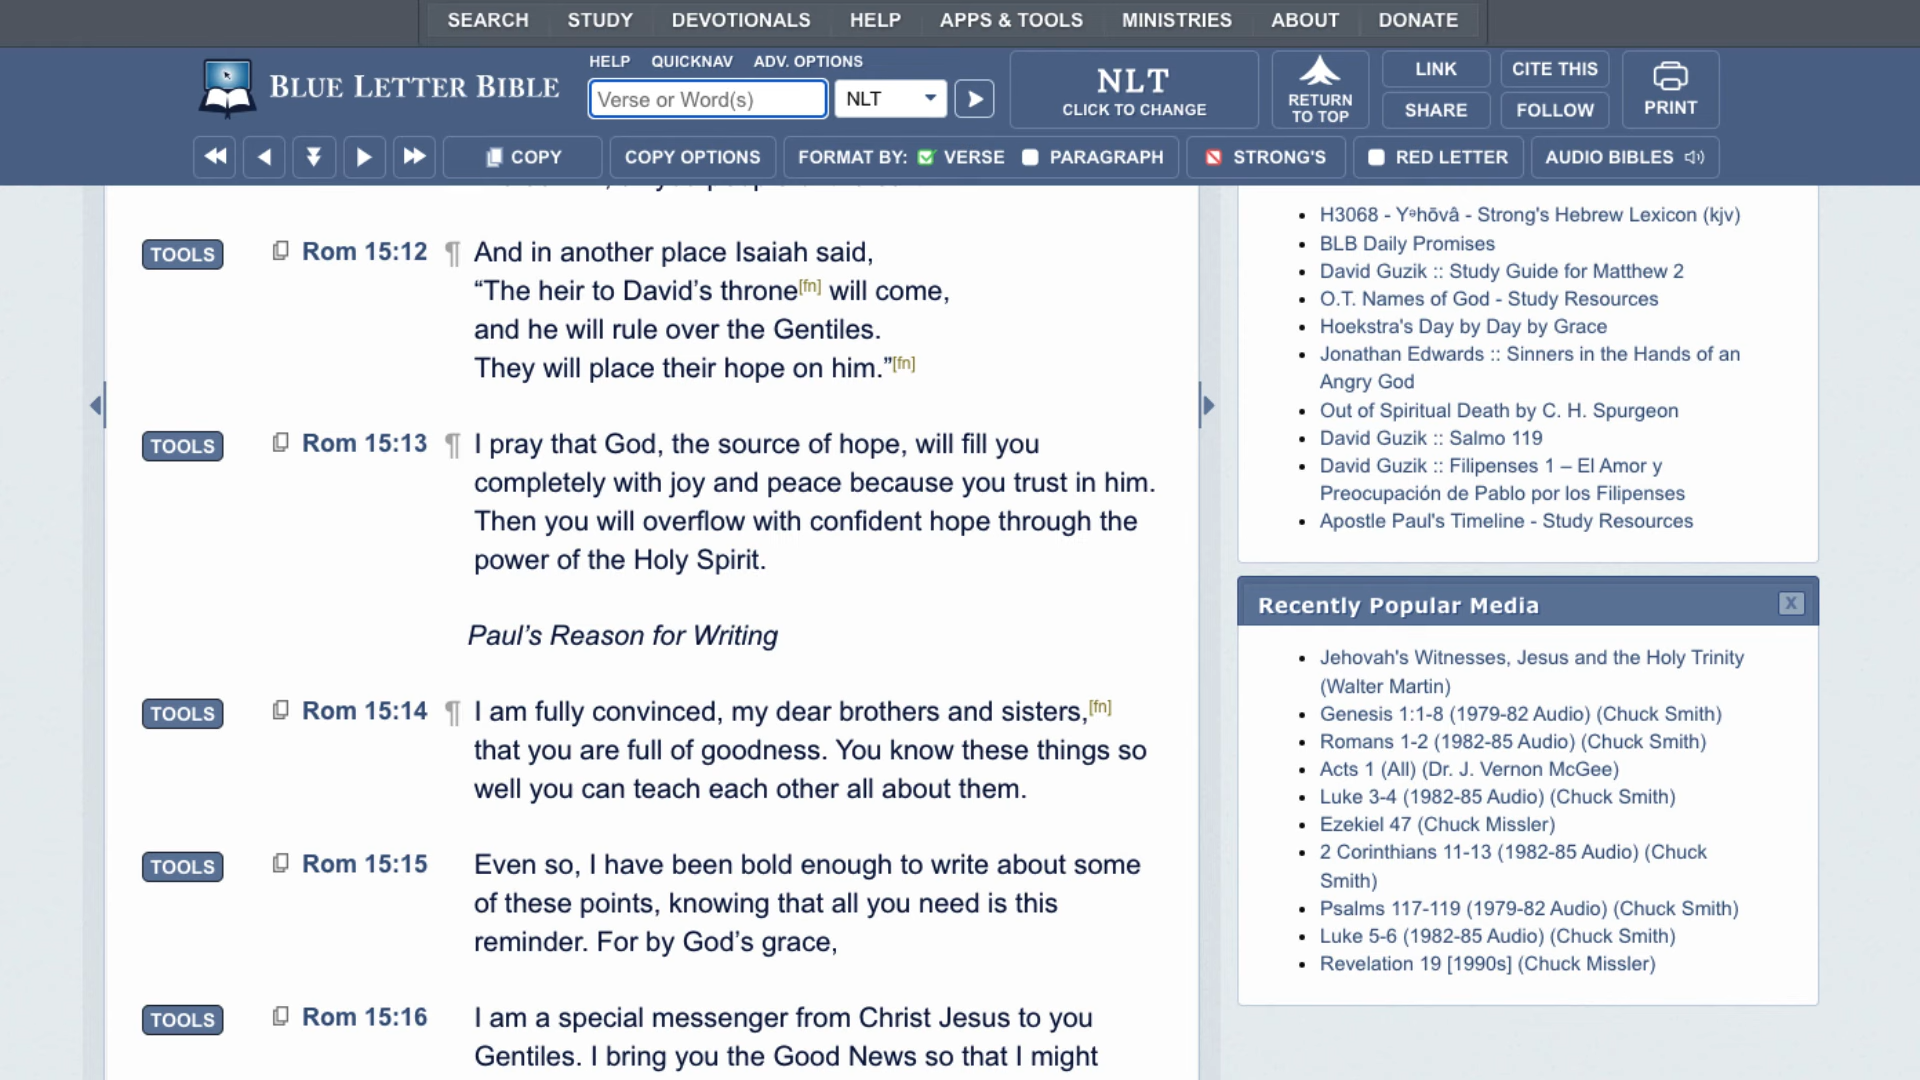 SEARCH STUDY DEVOTIONALS HELP APPS & TOOLS MINISTRIES ABOUT DONATE
BLUE LETTER BIBLE
HELP QUICKNAV ADV. OPTIONS
Verse or Word(s) NLT
NLT
CLICK TO CHANGE
RETURN
TO TOP
LINK CITE THIS
SHARE FOLLOW
PRINT
COPY COPY OPTIONS FORMAT BY: VERSE PARAGRAPH STRONG'S RED LETTER AUDIO BIBLES
TOOLS Rom 15:12 ¶ And in another place Isaiah said,
“The heir to David’s throne[fn] will come,
and he will rule over the Gentiles.
They will place their hope on him.”[fn]
TOOLS Rom 15:13 ¶ I pray that God, the source of hope, will fill you
completely with joy and peace because you trust in him.
Then you will overflow with confident hope through the
power of the Holy Spirit.
Paul’s Reason for Writing
TOOLS Rom 15:14 ¶ I am fully convinced, my dear brothers and sisters,[fn]
that you are full of goodness. You know these things so
well you can teach each other all about them.
TOOLS Rom 15:15 Even so, I have been bold enough to write about some
of these points, knowing that all you need is this
reminder. For by God’s grace,
TOOLS Rom 15:16 I am a special messenger from Christ Jesus to you
Gentiles. I bring you the Good News so that I might
H3068 - Yᵊhōvâ - Strong's Hebrew Lexicon (kjv)
BLB Daily Promises
David Guzik :: Study Guide for Matthew 2
O.T. Names of God - Study Resources
Hoekstra's Day by Day by Grace
Jonathan Edwards :: Sinners in the Hands of an
Angry God
Out of Spiritual Death by C. H. Spurgeon
David Guzik :: Salmo 119
David Guzik :: Filipenses 1 – El Amor y
Preocupación de Pablo por los Filipenses
Apostle Paul's Timeline - Study Resources
Recently Popular Media X
Jehovah's Witnesses, Jesus and the Holy Trinity
(Walter Martin)
Genesis 1:1-8 (1979-82 Audio) (Chuck Smith)
Romans 1-2 (1982-85 Audio) (Chuck Smith)
Acts 1 (All) (Dr. J. Vernon McGee)
Luke 3-4 (1982-85 Audio) (Chuck Smith)
Ezekiel 47 (Chuck Missler)
2 Corinthians 11-13 (1982-85 Audio) (Chuck
Smith)
Psalms 117-119 (1979-82 Audio) (Chuck Smith)
Luke 5-6 (1982-85 Audio) (Chuck Smith)
Revelation 19 [1990s] (Chuck Missler)